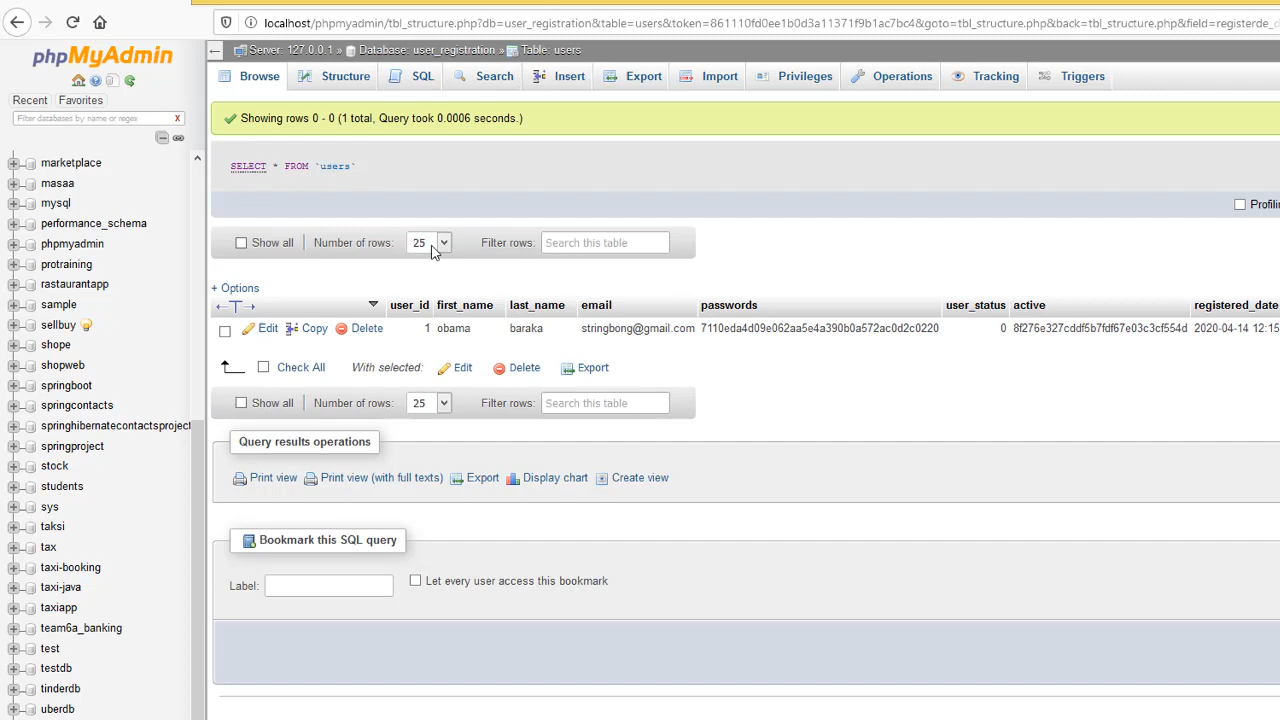 localhost/phpmyadmin/tbl_structure.php?db=user_registration&table=users&token=861110fd0ee1b0d3a11371f9b1ac7bc4&goto=tbl_structure.php&back=tbl_structure.php&field=registerde_d
phpMyAdmin
Recent Favorites
Filter databases by name or regex X
marketplace
masaa
mysql
performance_schema
phpmyadmin
protraining
rastaurantapp
sample
sellbuy
shope
shopweb
springboot
springcontacts
springhibernatecontactsproject
springproject
stock
students
sys
taksi
tax
taxi-booking
taxi-java
taxiapp
team6a_banking
test
testdb
tinderdb
uberdb
Server: 127.0.0.1 » Database: user_registration » Table: users
Browse Structure SQL Search Insert Export Import Privileges Operations Tracking Triggers
Showing rows 0 - 0 (1 total, Query took 0.0006 seconds.)
SELECT * FROM `users`
Profilin
Show all Number of rows: 25 Filter rows: Search this table
+ Options
←T→ user_id first_name last_name email passwords user_status active registered_date
Edit Copy Delete 1 obama baraka stringbong@gmail.com 7110eda4d09e062aa5e4a390b0a572ac0d2c0220 0 8f276e327cddf5b7fdf67e03c3cf554d 2020-04-14 12:15
Check All With selected: Edit Delete Export
Show all Number of rows: 25 Filter rows: Search this table
Query results operations
Print view Print view (with full texts) Export Display chart Create view
Bookmark this SQL query
Label: Let every user access this bookmark